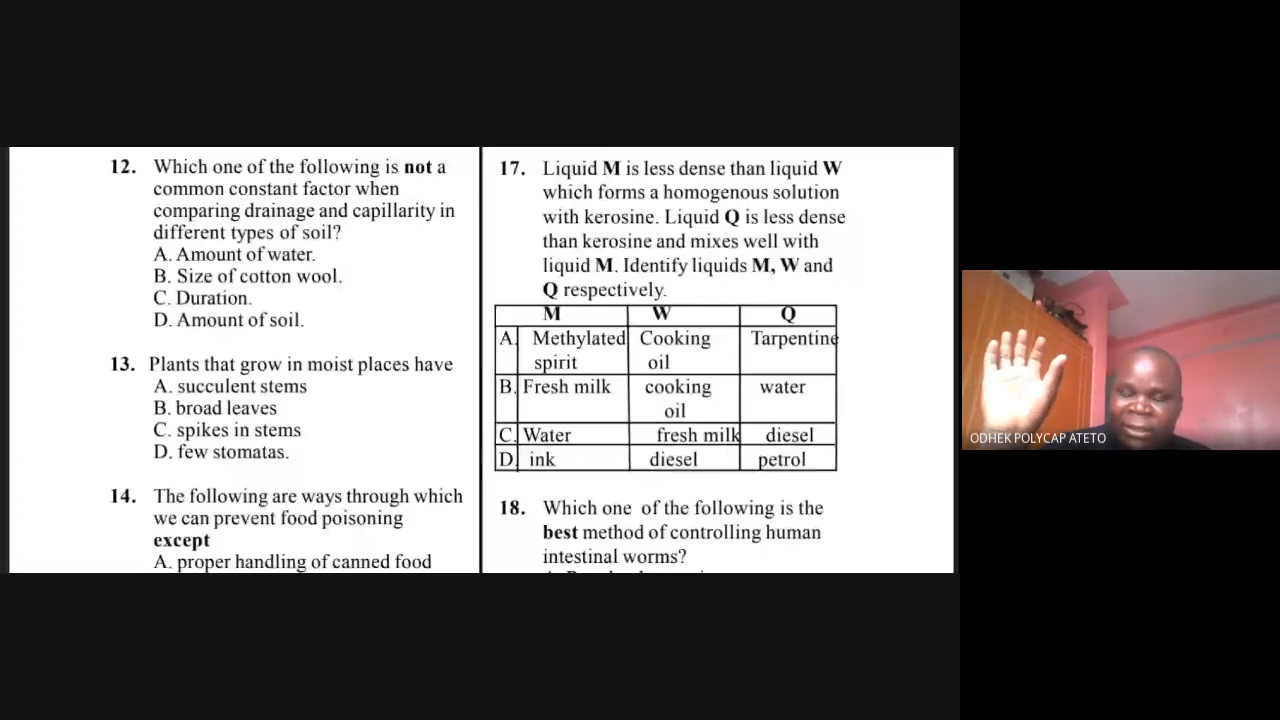 12. Which one of the following is not a
common constant factor when
comparing drainage and capillarity in
different types of soil?
A. Amount of water.
B. Size of cotton wool.
C. Duration.
D. Amount of soil.
13. Plants that grow in moist places have
A. succulent stems
B. broad leaves
C. spikes in stems
D. few stomatas.
14. The following are ways through which
we can prevent food poisoning
except
A. proper handling of canned food
17. Liquid M is less dense than liquid W
which forms a homogenous solution
with kerosine. Liquid Q is less dense
than kerosine and mixes well with
liquid M. Identify liquids M, W and
Q respectively.
M W Q
A. Methylated Cooking Tarpentine
spirit oil
B. Fresh milk cooking water
oil
C. Water fresh milk diesel
D. ink diesel petrol
18. Which one of the following is the
best method of controlling human
intestinal worms?
ODHEK POLYCAP ATETO